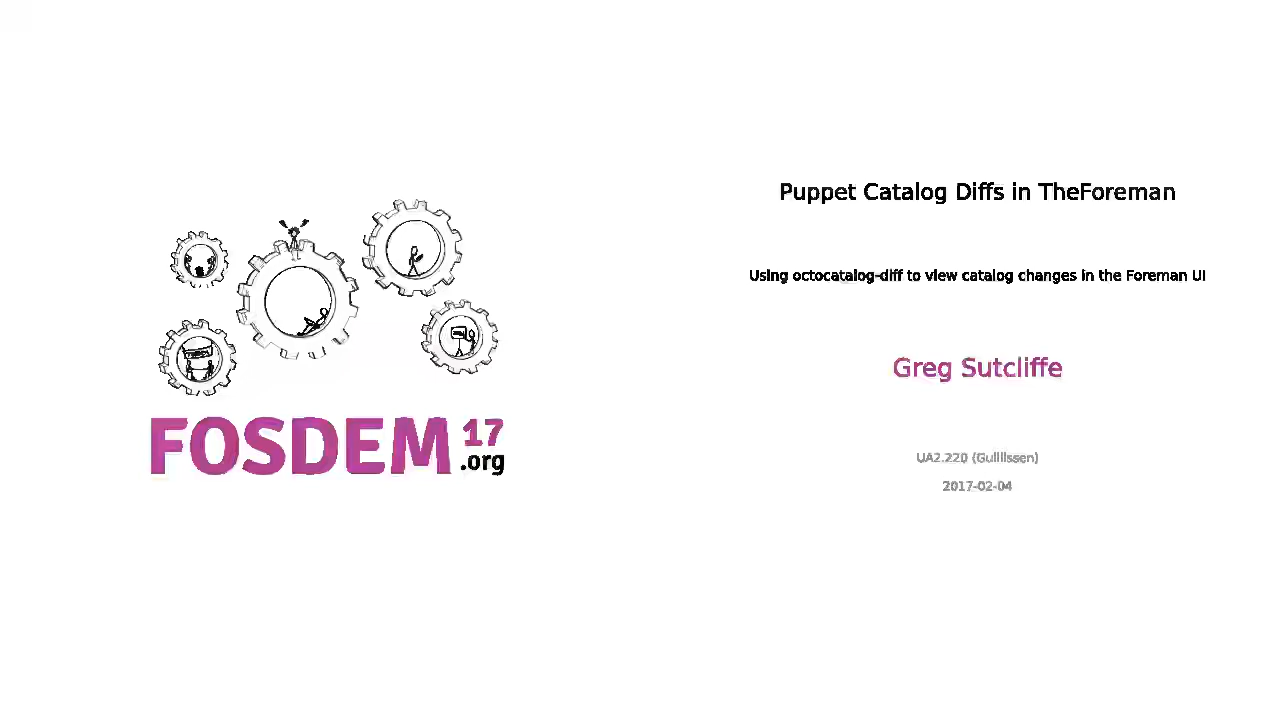 FOSDEM 17
.org
Puppet Catalog Diffs in TheForeman
Using octocatalog-diff to view catalog changes in the Foreman UI
Greg Sutcliffe
UA2.220 (Guillissen)
2017-02-04